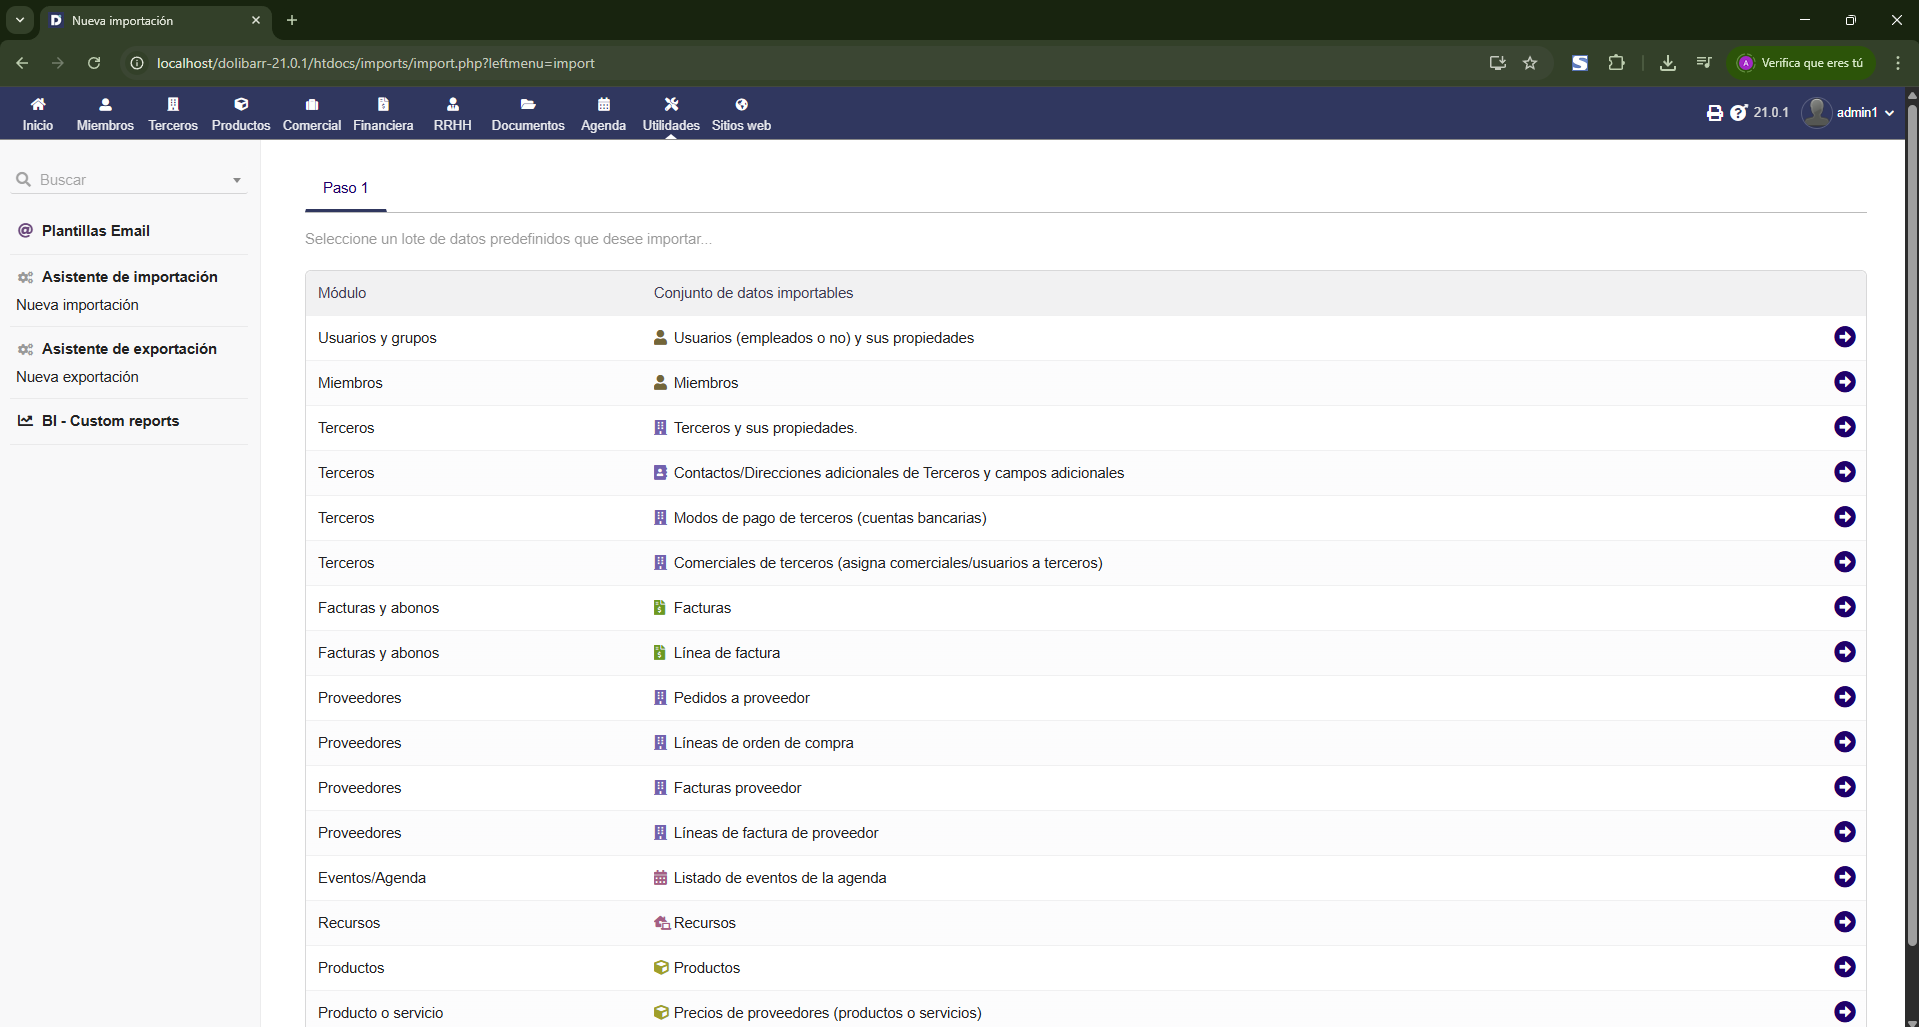 Nueva importación
localhost/dolibarr-21.0.1/htdocs/imports/import.php?leftmenu=import
A Verifica que eres tú
Inicio Miembros Terceros Productos Comercial Financiera RRHH Documentos Agenda Utilidades Sitios web
21.0.1 admin1
Buscar
Plantillas Email
Asistente de importación
Nueva importación
Asistente de exportación
Nueva exportación
BI - Custom reports
Paso 1
Seleccione un lote de datos predefinidos que desee importar...
Módulo Conjunto de datos importables
Usuarios y grupos Usuarios (empleados o no) y sus propiedades
Miembros Miembros
Terceros Terceros y sus propiedades.
Terceros Contactos/Direcciones adicionales de Terceros y campos adicionales
Terceros Modos de pago de terceros (cuentas bancarias)
Terceros Comerciales de terceros (asigna comerciales/usuarios a terceros)
Facturas y abonos Facturas
Facturas y abonos Línea de factura
Proveedores Pedidos a proveedor
Proveedores Líneas de orden de compra
Proveedores Facturas proveedor
Proveedores Líneas de factura de proveedor
Eventos/Agenda Listado de eventos de la agenda
Recursos Recursos
Productos Productos
Producto o servicio Precios de proveedores (productos o servicios)